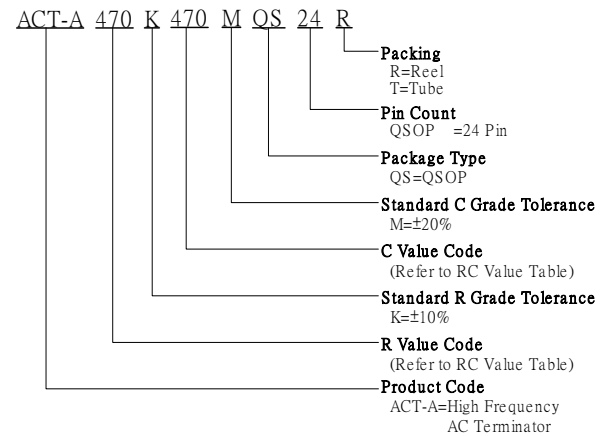 ACT-A 470 K 470 M QS 24 R
Packing
R=Reel
T=Tube
Pin Count
QSOP =24 Pin
Package Type
QS=QSOP
Standard C Grade Tolerance
M=±20%
C Value Code
(Refer to RC Value Table)
Standard R Grade Tolerance
K=±10%
R Value Code
(Refer to RC Value Table)
Product Code
ACT-A=High Frequency
AC Terminator